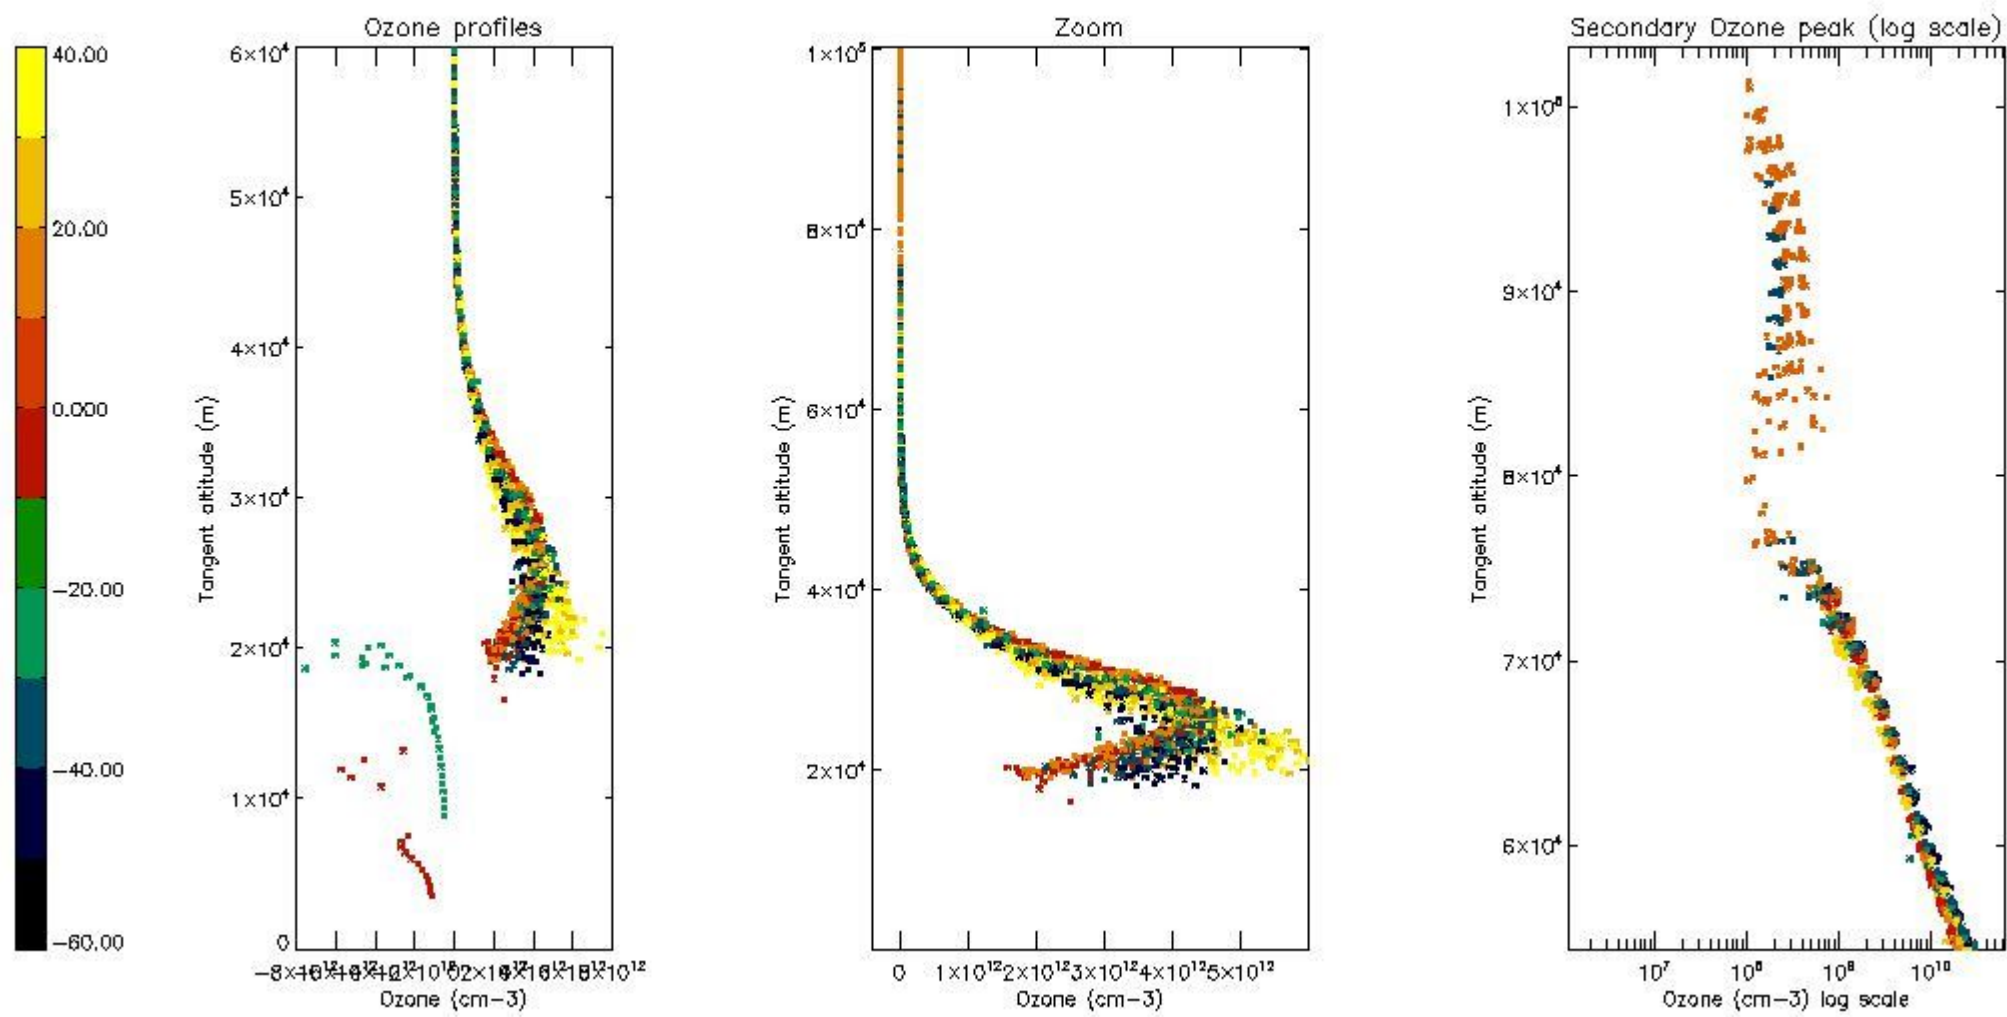 Ozone profiles
Zoom
Secondary Ozone peak (log scale)
40.00
20.00
0.000
−20.00
−40.00
−60.00
6×10⁴
5×10⁴
4×10⁴
3×10⁴
2×10⁴
1×10⁴
0
Tangent altitude (m)
Ozone (cm−3)
1×10⁵
8×10⁴
6×10⁴
4×10⁴
2×10⁴
Tangent altitude (m)
0 1×10¹² 2×10¹² 3×10¹² 4×10¹² 5×10¹²
Ozone (cm−3)
1×10⁵
9×10⁴
8×10⁴
7×10⁴
6×10⁴
Tangent altitude (m)
10⁷ 10⁸ 10⁹ 10¹⁰
Ozone (cm−3) log scale